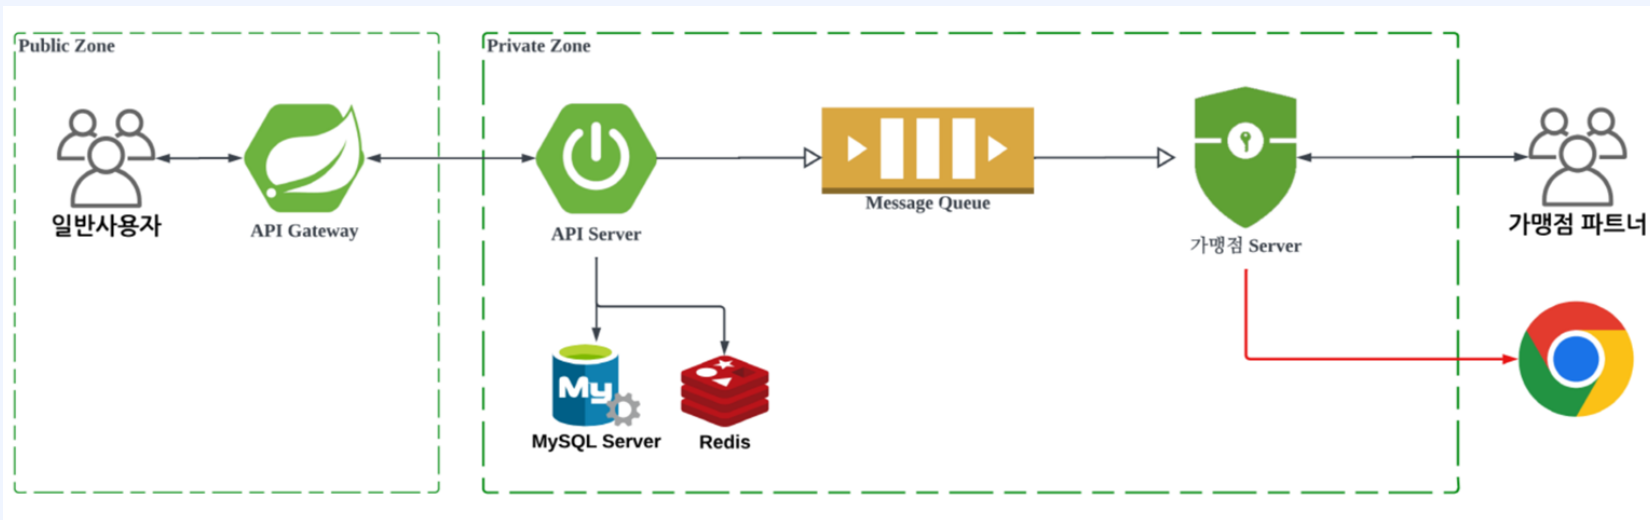 Public Zone
Private Zone
일반사용자
API Gateway
API Server
Message Queue
가맹점 Server
가맹점 파트너
My
MySQL Server
Redis